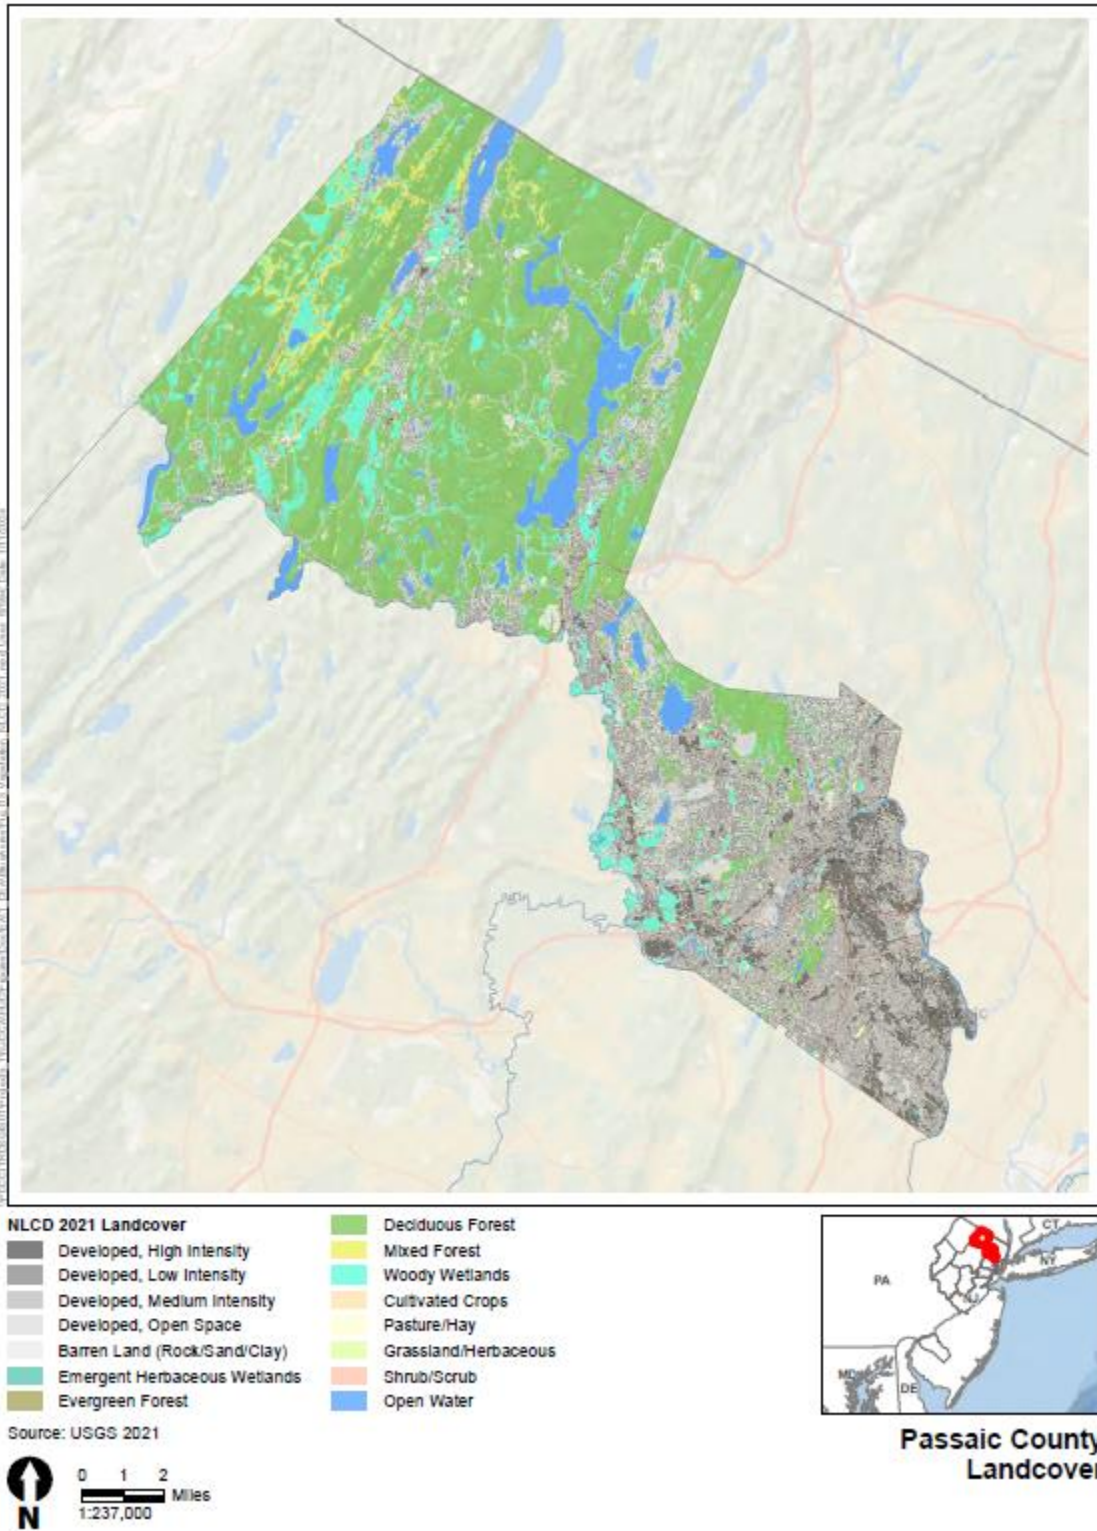 NLCD 2021 Landcover
Developed, High Intensity
Developed, Low Intensity
Developed, Medium Intensity
Developed, Open Space
Barren Land (Rock/Sand/Clay)
Emergent Herbaceous Wetlands
Evergreen Forest
Deciduous Forest
Mixed Forest
Woody Wetlands
Cultivated Crops
Pasture/Hay
Grassland/Herbaceous
Shrub/Scrub
Open Water
Source: USGS 2021
N
0 1 2
Miles
1:237,000
CT
NY
PA
NJ
MD
DE
Passaic County
Landcover